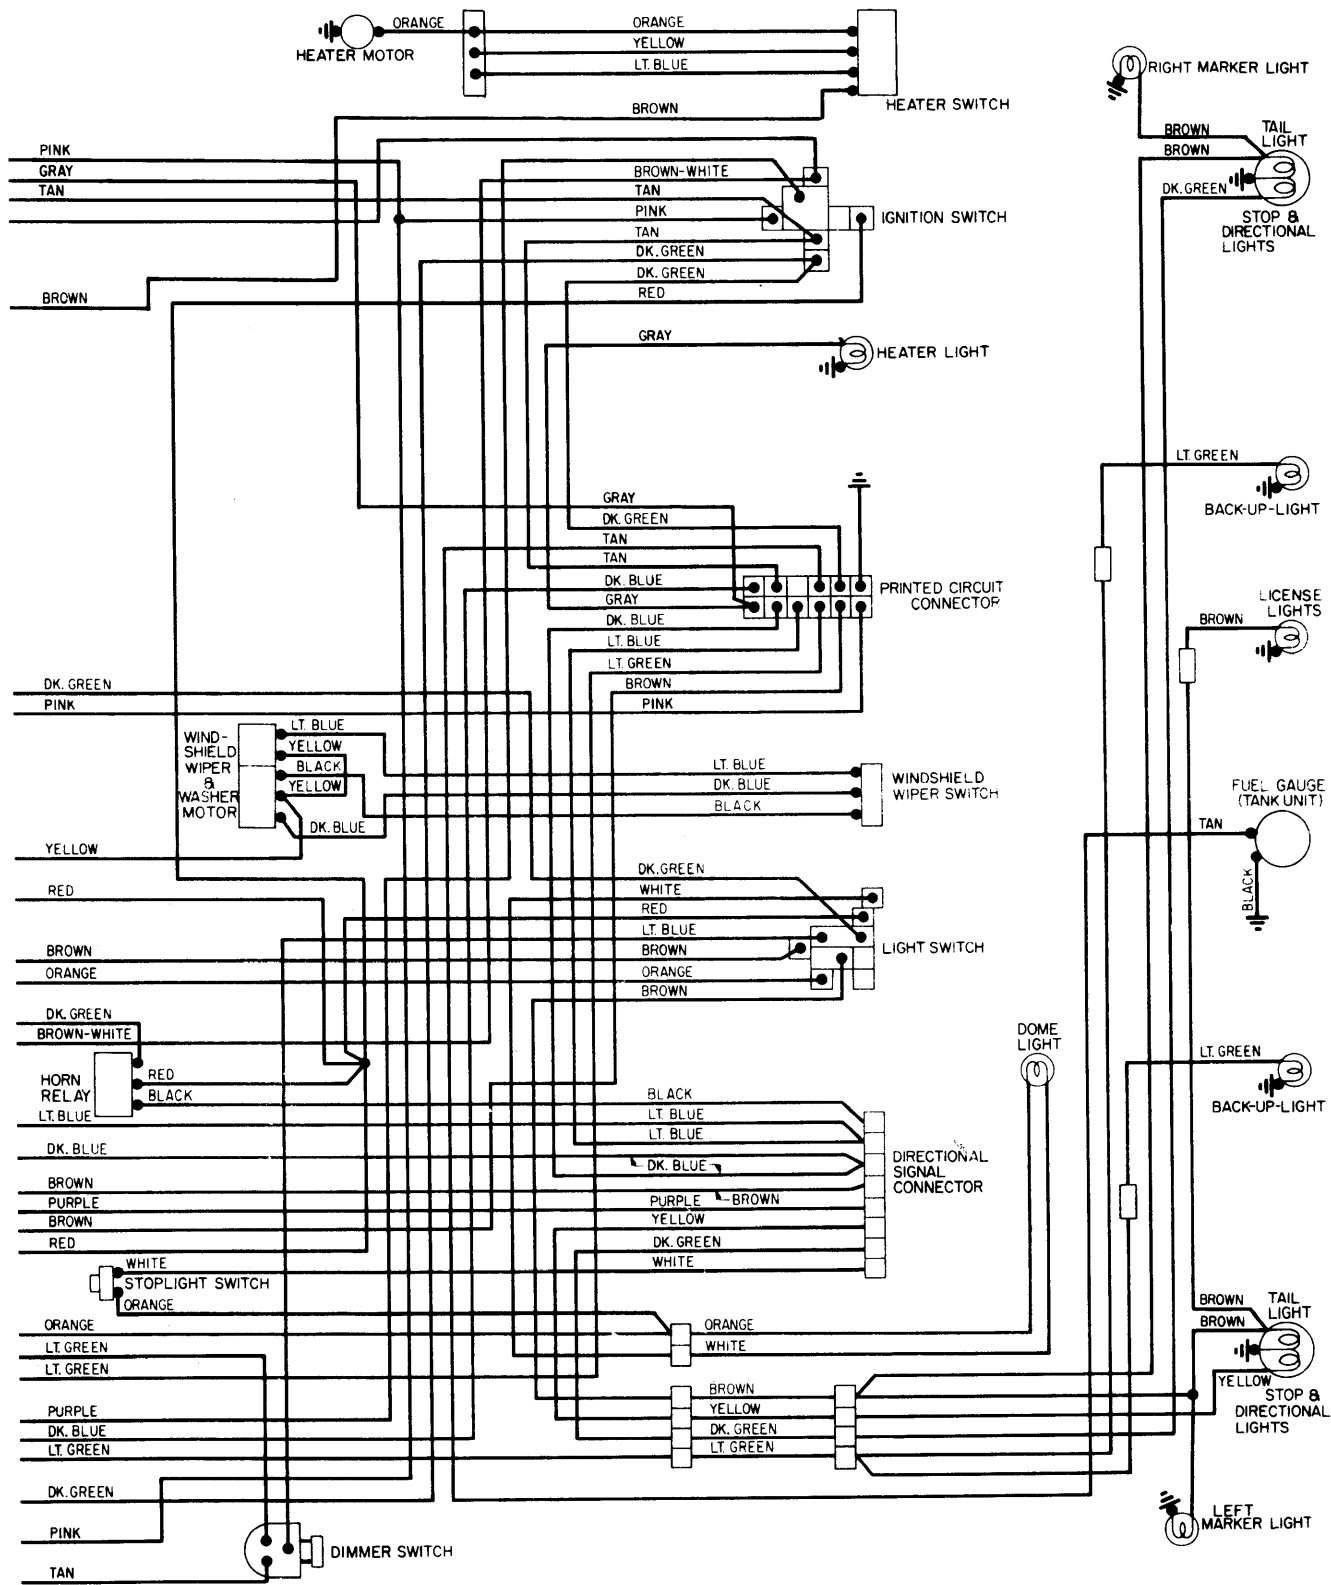 ORANGE
ORANGE
HEATER MOTOR
YELLOW
LT. BLUE
HEATER SWITCH
BROWN
RIGHT MARKER LIGHT
BROWN
TAIL
LIGHT
BROWN
DK. GREEN
STOP &
DIRECTIONAL
LIGHTS
PINK
GRAY
TAN
BROWN-WHITE
TAN
PINK
IGNITION SWITCH
TAN
DK. GREEN
DK. GREEN
RED
BROWN
GRAY
HEATER LIGHT
LT. GREEN
BACK-UP-LIGHT
GRAY
DK. GREEN
TAN
TAN
DK. BLUE
GRAY
DK. BLUE
LT. BLUE
LT. GREEN
BROWN
PINK
PRINTED CIRCUIT
CONNECTOR
LICENSE
LIGHTS
BROWN
DK. GREEN
PINK
WIND-
SHIELD
WIPER
&
WASHER
MOTOR
LT. BLUE
YELLOW
BLACK
YELLOW
DK. BLUE
LT. BLUE
DK. BLUE
BLACK
WINDSHIELD
WIPER SWITCH
FUEL GAUGE
(TANK UNIT)
TAN
BLACK
YELLOW
RED
DK. GREEN
WHITE
RED
LT. BLUE
BROWN
ORANGE
BROWN
LIGHT SWITCH
BROWN
ORANGE
DK. GREEN
BROWN-WHITE
HORN
RELAY
RED
BLACK
DOME
LIGHT
LT. GREEN
BACK-UP-LIGHT
LT. BLUE
DK. BLUE
BROWN
PURPLE
BROWN
RED
BLACK
LT. BLUE
LT. BLUE
DK. BLUE
PURPLE
BROWN
YELLOW
DK. GREEN
WHITE
DIRECTIONAL
SIGNAL
CONNECTOR
WHITE
STOPLIGHT SWITCH
ORANGE
ORANGE
LT. GREEN
LT. GREEN
ORANGE
WHITE
BROWN
YELLOW
DK. GREEN
LT. GREEN
BROWN
TAIL
LIGHT
BROWN
YELLOW
STOP &
DIRECTIONAL
LIGHTS
PURPLE
DK. BLUE
LT. GREEN
DK. GREEN
PINK
TAN
DIMMER SWITCH
LEFT
MARKER LIGHT